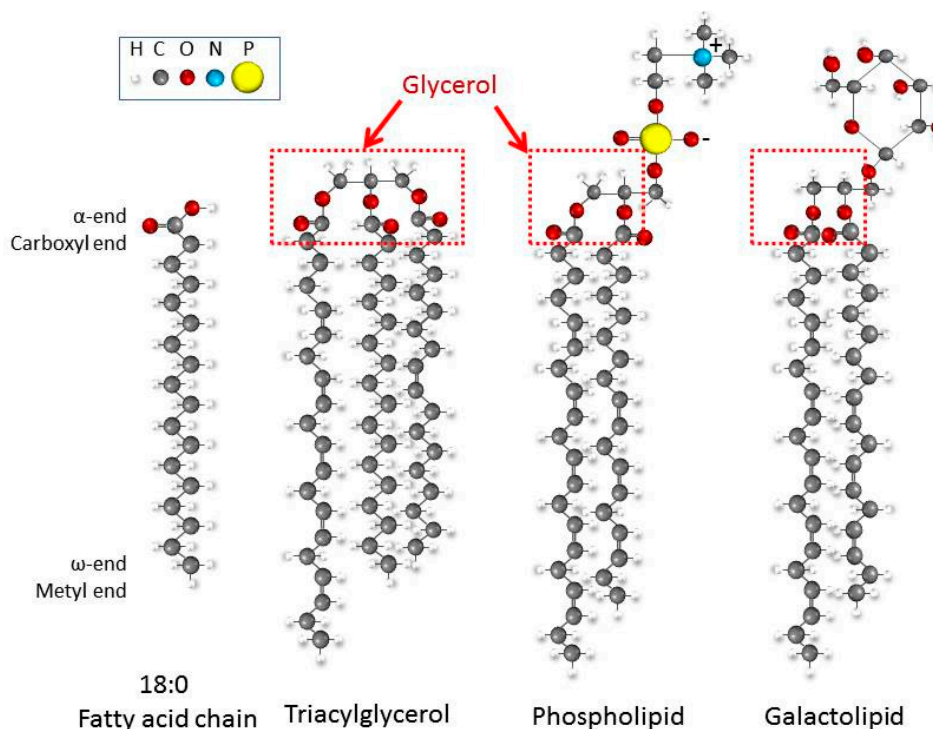 H C O N P
Glycerol
+
-
α-end
Carboxyl end
ω-end
Metyl end
18:0
Fatty acid chain
Triacylglycerol
Phospholipid
Galactolipid